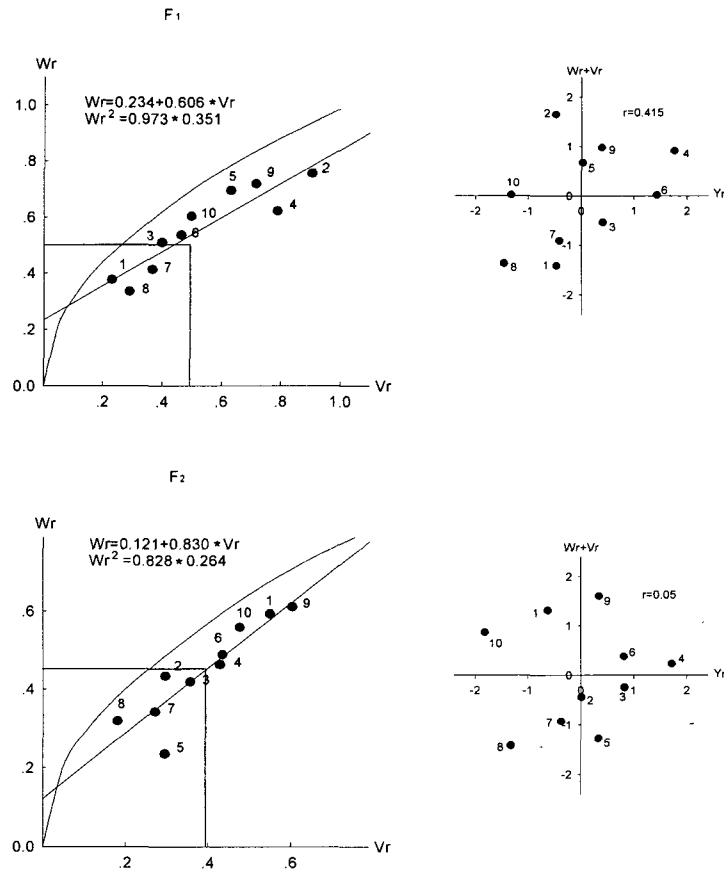 F1
Wr
Wr=0.234+0.606*Vr
Wr²=0.973*0.351
1.0
.8
.6
.4
.2
0.0
.2 .4 .6 .8 1.0 Vr
1 2 3 4 5 6 7 8 9 10
Wr+Vr
r=0.415
2
1
0
-1
-2
-2 -1 0 1 2 Yr
1 2 3 4 5 6 7 8 9 10
F2
Wr
Wr=0.121+0.830*Vr
Wr²=0.828*0.264
.6
.4
.2
0.0
.2 .4 .6 Vr
1 2 3 4 5 6 7 8 9 10
Wr+Vr
r=0.05
2
1
0
-1
-2
-2 -1 0 1 2 Yr
1 2 3 4 5 6 7 8 9 10